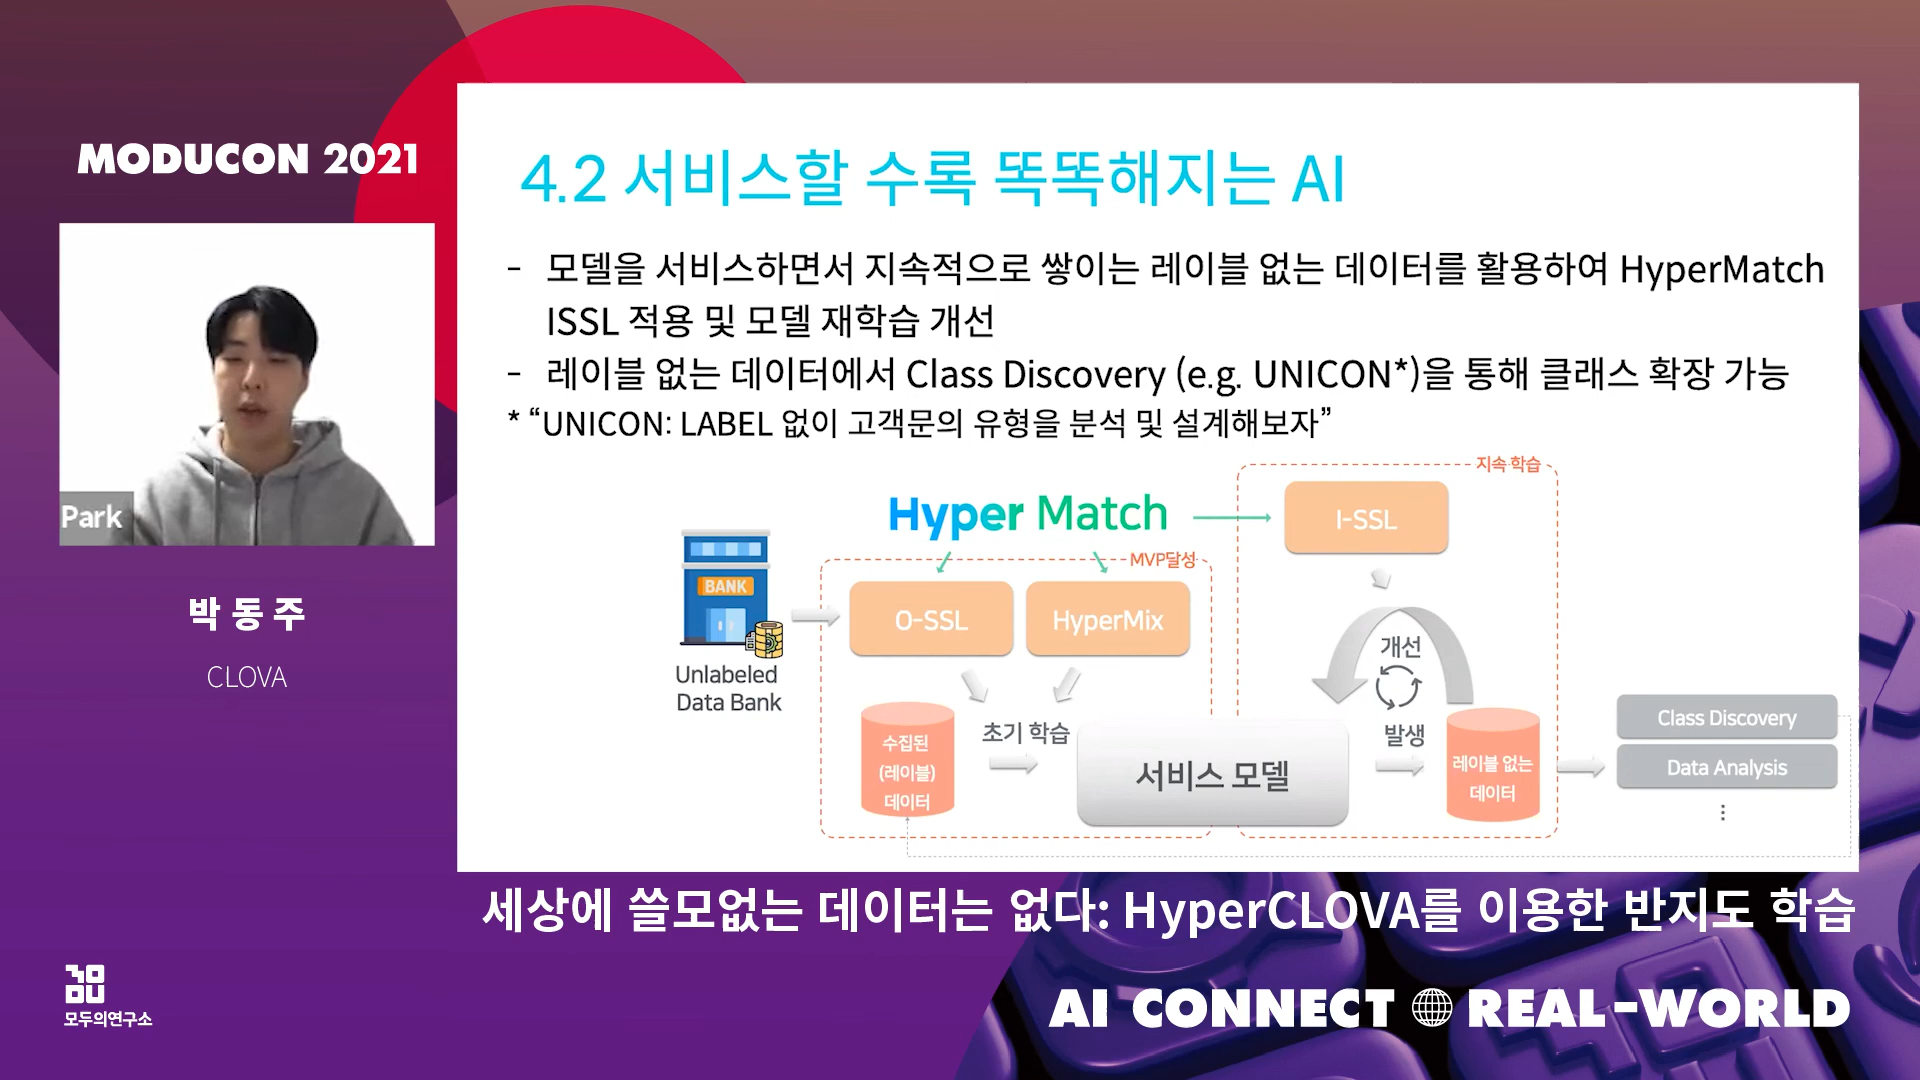 MODUCON 2021
Park
박동주
CLOVA
모두의연구소
4.2 서비스할 수록 똑똑해지는 AI
- 모델을 서비스하면서 지속적으로 쌓이는 레이블 없는 데이터를 활용하여 HyperMatch
ISSL 적용 및 모델 재학습 개선
- 레이블 없는 데이터에서 Class Discovery (e.g. UNICON*)을 통해 클래스 확장 가능
* “UNICON: LABEL 없이 고객문의 유형을 분석 및 설계해보자”
지속 학습
Hyper Match
I-SSL
MVP달성
BANK
O-SSL
HyperMix
개선
Unlabeled
Data Bank
수집된
(레이블)
데이터
초기 학습
서비스 모델
발생
레이블 없는
데이터
Class Discovery
Data Analysis
⋮
세상에 쓸모없는 데이터는 없다: HyperCLOVA를 이용한 반지도 학습
AI CONNECT REAL-WORLD